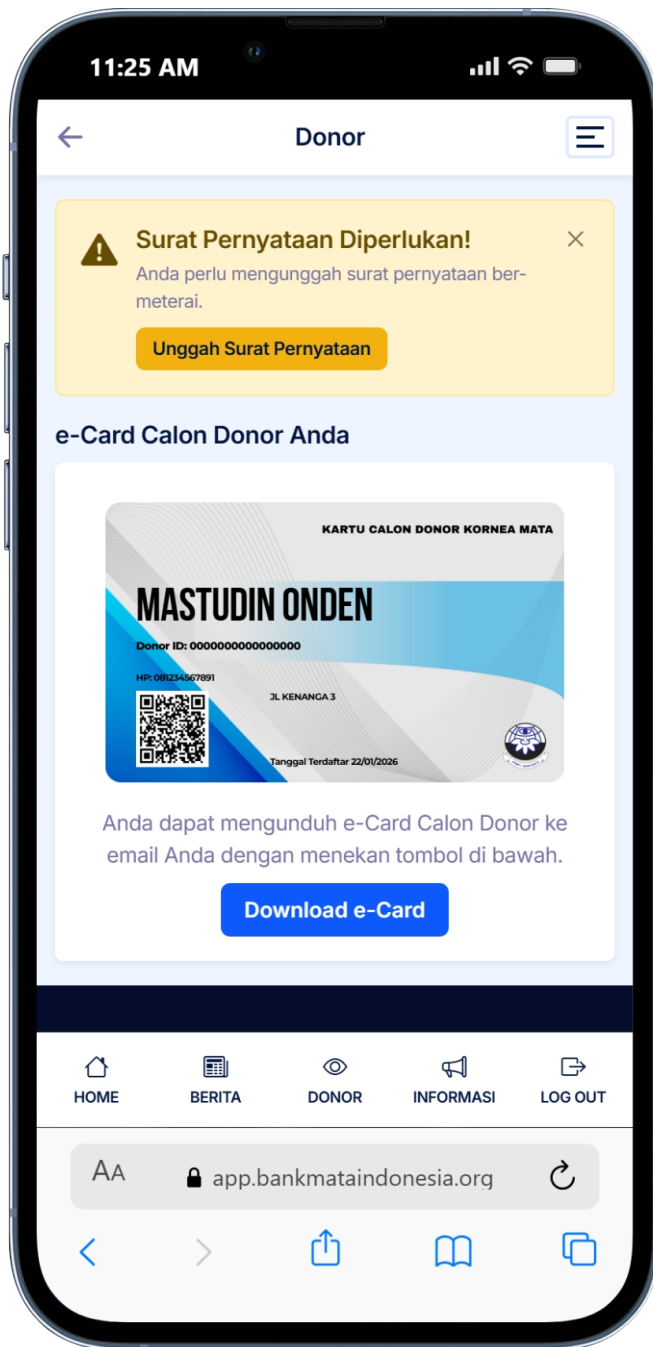 11:25 AM
Donor
Surat Pernyataan Diperlukan!
Anda perlu mengunggah surat pernyataan ber-
meterai.
Unggah Surat Pernyataan
e-Card Calon Donor Anda
KARTU CALON DONOR KORNEA MATA
MASTUDIN ONDEN
Donor ID: 0000000000000000
HP: 081234567891
JL KENANGA 3
Tanggal Terdaftar 22/01/2026
Anda dapat mengunduh e-Card Calon Donor ke
email Anda dengan menekan tombol di bawah.
Download e-Card
HOME BERITA DONOR INFORMASI LOG OUT
AA app.bankmataindonesia.org